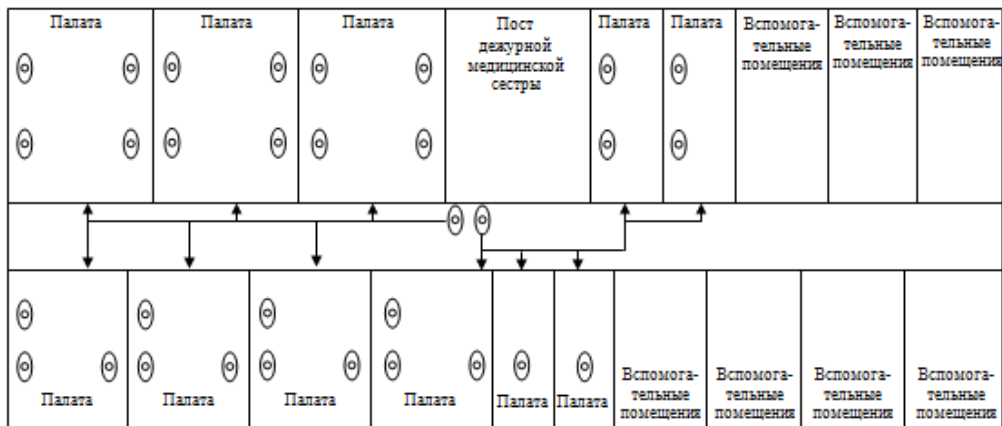 Палата
Палата
Палата
Пост
дежурной
медицинской
сестры
Палата
Палата
Вспомога-
тельные
помещения
Вспомога-
тельные
помещения
Вспомога-
тельные
помещения
Палата
Палата
Палата
Палата
Палата
Палата
Вспомога-
тельные
помещения
Вспомога-
тельные
помещения
Вспомога-
тельные
помещения
Вспомога-
тельные
помещения